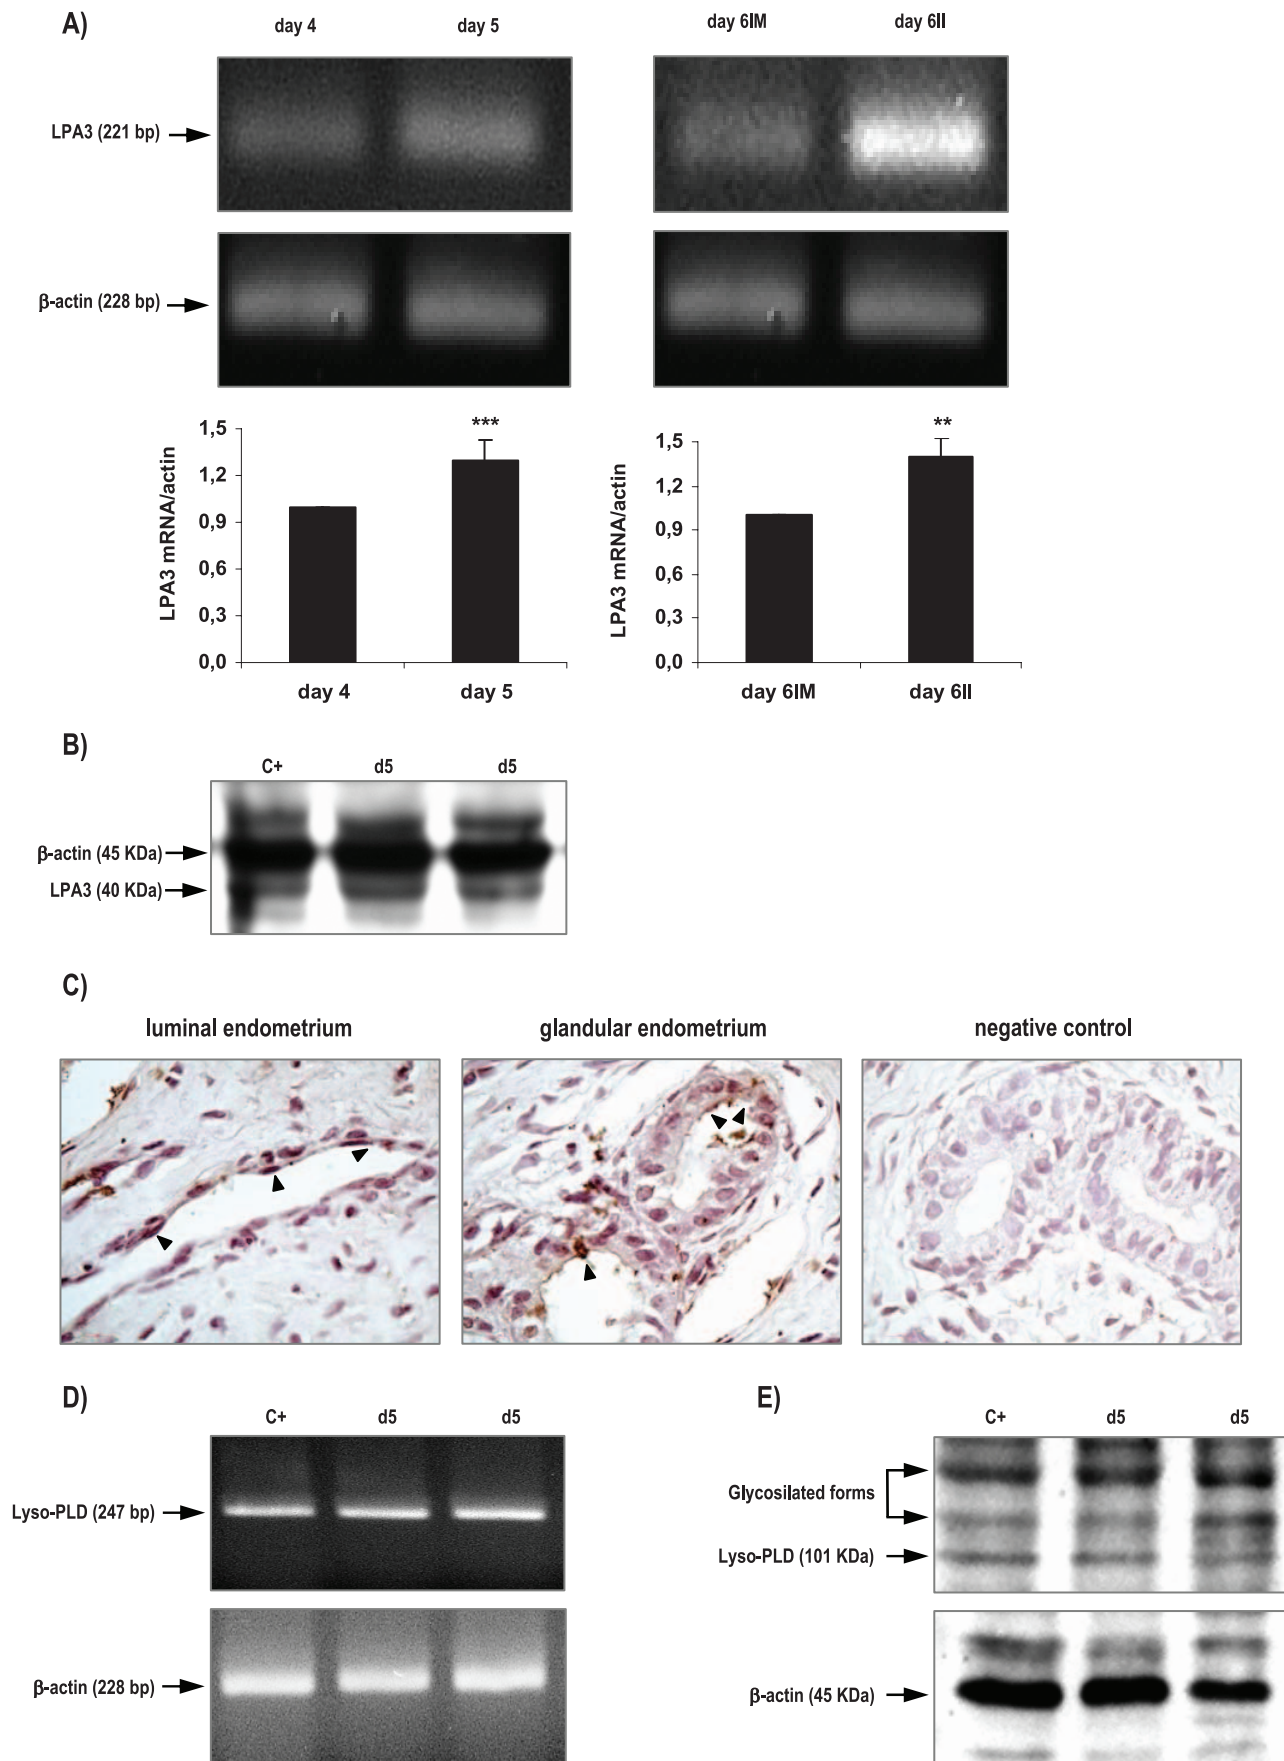 A)
day 4 day 5 day 6IM day 6II
LPA3 (221 bp)
β-actin (228 bp)
*** **
1,5 1,5
1,2 1,2
0,9 0,9
0,6 0,6
0,3 0,3
0,0 0,0
LPA3 mRNA/actin LPA3 mRNA/actin
day 4 day 5 day 6IM day 6II
B)
C+ d5 d5
β-actin (45 KDa)
LPA3 (40 KDa)
C)
luminal endometrium glandular endometrium negative control
D)
C+ d5 d5
Lyso-PLD (247 bp)
β-actin (228 bp)
E)
C+ d5 d5
Glycosilated forms
Lyso-PLD (101 KDa)
β-actin (45 KDa)